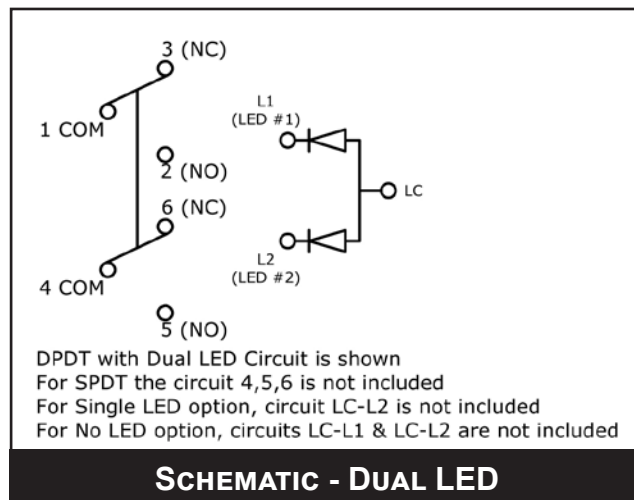 3 (NC)
1 COM
2 (NO)
6 (NC)
4 COM
5 (NO)
L1
(LED #1)
LC
L2
(LED #2)
DPDT with Dual LED Circuit is shown
For SPDT the circuit 4,5,6 is not included
For Single LED option, circuit LC-L2 is not included
For No LED option, circuits LC-L1 & LC-L2 are not included
SCHEMATIC - DUAL LED